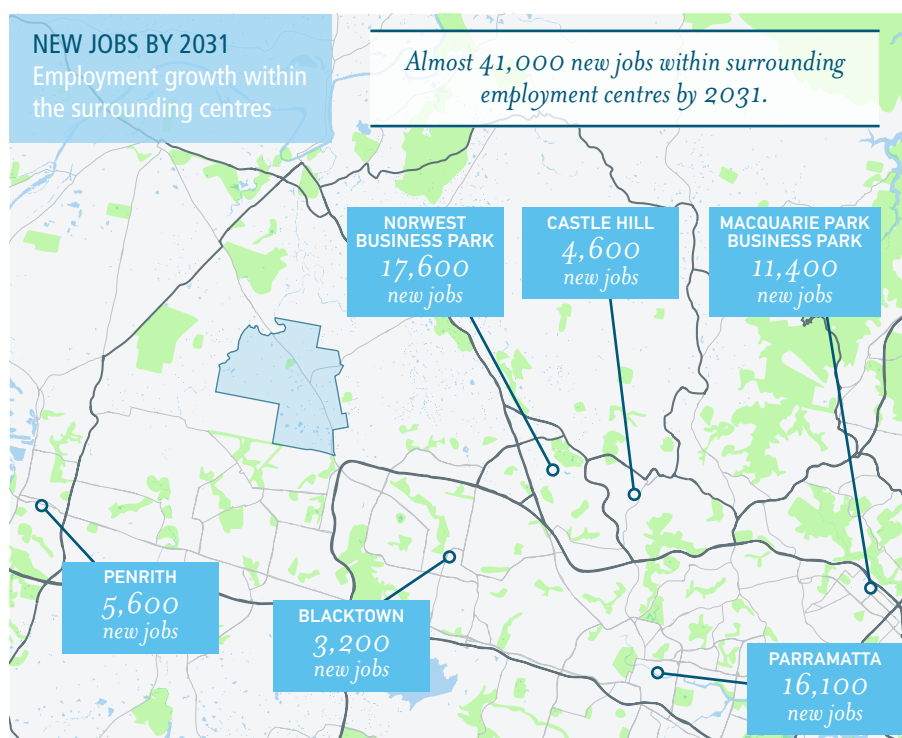 NEW JOBS BY 2031
Employment growth within
the surrounding centres
Almost 41,000 new jobs within surrounding
employment centres by 2031.
NORWEST
BUSINESS PARK
17,600
new jobs
CASTLE HILL
4,600
new jobs
MACQUARIE PARK
BUSINESS PARK
11,400
new jobs
PENRITH
5,600
new jobs
BLACKTOWN
3,200
new jobs
PARRAMATTA
16,100
new jobs